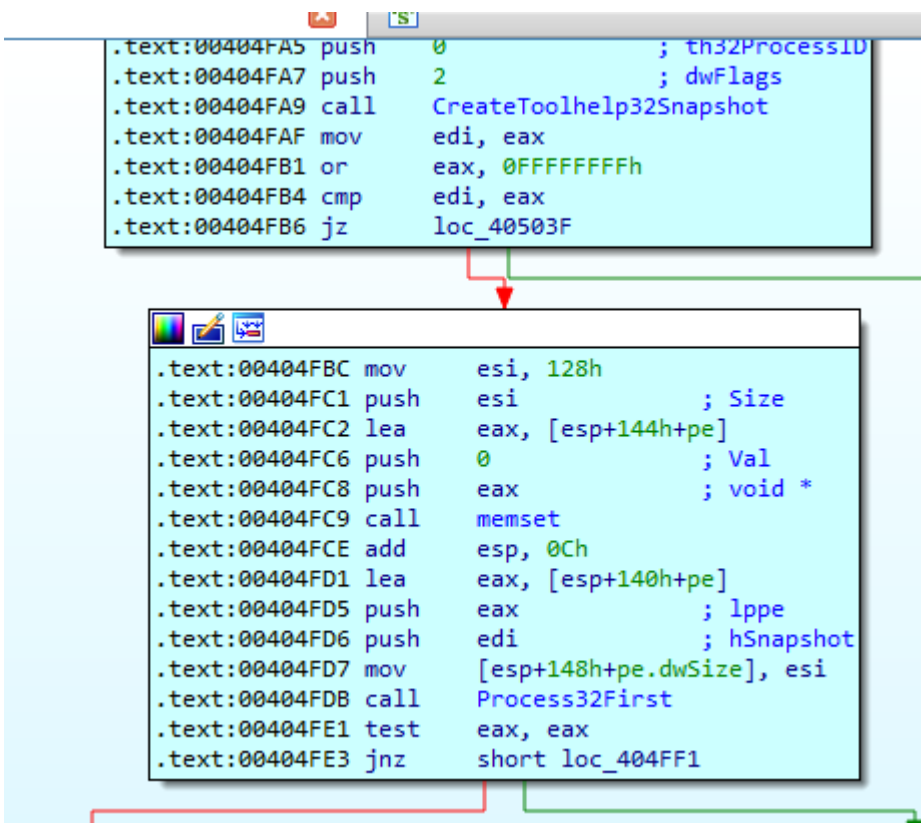 'S'
.text:00404FA5 push 0 ; th32ProcessID
.text:00404FA7 push 2 ; dwFlags
.text:00404FA9 call CreateToolhelp32Snapshot
.text:00404FAF mov edi, eax
.text:00404FB1 or eax, 0FFFFFFFFh
.text:00404FB4 cmp edi, eax
.text:00404FB6 jz loc_40503F
.text:00404FBC mov esi, 128h
.text:00404FC1 push esi ; Size
.text:00404FC2 lea eax, [esp+144h+pe]
.text:00404FC6 push 0 ; Val
.text:00404FC8 push eax ; void *
.text:00404FC9 call memset
.text:00404FCE add esp, 0Ch
.text:00404FD1 lea eax, [esp+140h+pe]
.text:00404FD5 push eax ; lppe
.text:00404FD6 push edi ; hSnapshot
.text:00404FD7 mov [esp+148h+pe.dwSize], esi
.text:00404FDB call Process32First
.text:00404FE1 test eax, eax
.text:00404FE3 jnz short loc_404FF1